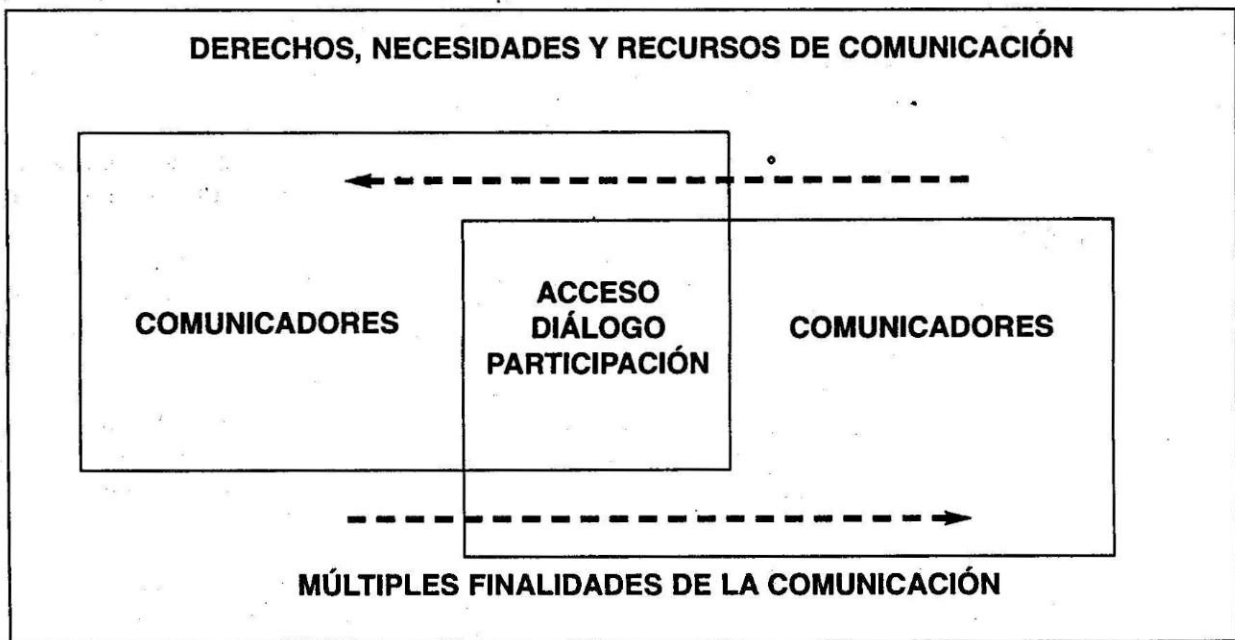 DERECHOS, NECESIDADES Y RECURSOS DE COMUNICACIÓN
COMUNICADORES
ACCESO
DIÁLOGO
PARTICIPACIÓN
COMUNICADORES
MÚLTIPLES FINALIDADES DE LA COMUNICACIÓN